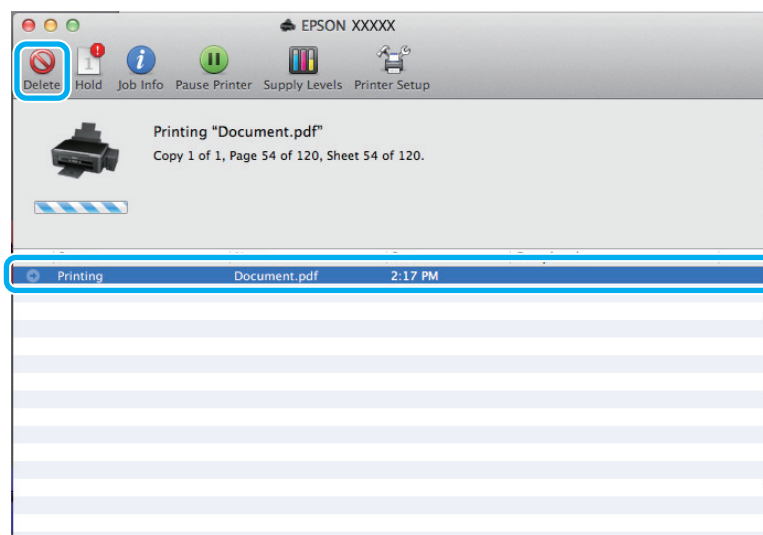 EPSON XXXXX
1
Delete Hold Job Info Pause Printer Supply Levels Printer Setup
Printing “Document.pdf”
Copy 1 of 1, Page 54 of 120, Sheet 54 of 120.
Printing Document.pdf 2:17 PM